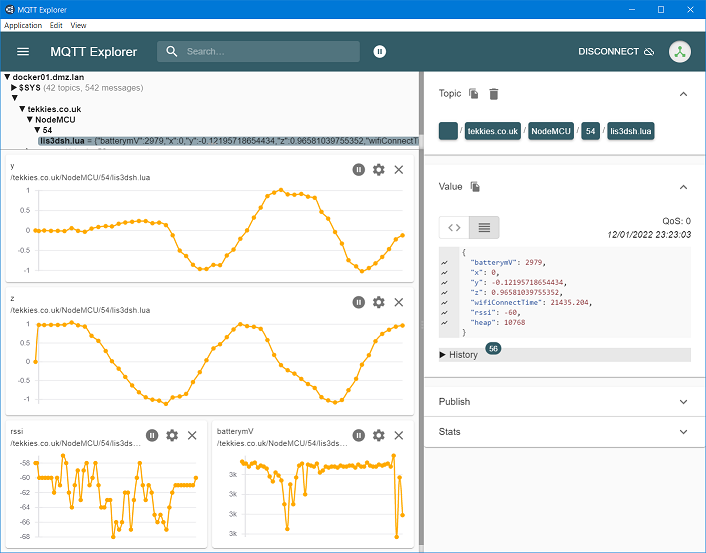 MQTT Explorer
Application Edit View
MQTT Explorer
Search...
DISCONNECT
docker01.dmz.lan
$SYS (42 topics, 542 messages)
tekkies.co.uk
NodeMCU
54
lis3dsh.lua = {"batterymV":2979,"x":0,"y":-0.12195718654434,"z":0.96581039755352,"wifiConnectT
y
/tekkies.co.uk/NodeMCU/54/lis3dsh.lua
1
0.5
0
-0.5
-1
z
/tekkies.co.uk/NodeMCU/54/lis3dsh.lua
1
0.5
0
-0.5
-1
rssi
/tekkies.co.uk/NodeMCU/54/lis3ds...
-58
-60
-62
-64
-66
-68
batterymV
/tekkies.co.uk/NodeMCU/54/lis3ds...
3k
3k
3k
3k
3k
Topic
/ tekkies.co.uk / NodeMCU / 54 / lis3dsh.lua
Value
QoS: 0
12/01/2022 23:23:03
{
"batterymV": 2979,
"x": 0,
"y": -0.12195718654434,
"z": 0.96581039755352,
"wifiConnectTime": 21435.204,
"rssi": -60,
"heap": 10768
}
History 56
Publish
Stats